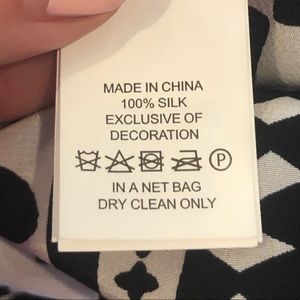 MADE IN CHINA
100% SILK
EXCLUSIVE OF
DECORATION
P
IN A NET BAG
DRY CLEAN ONLY